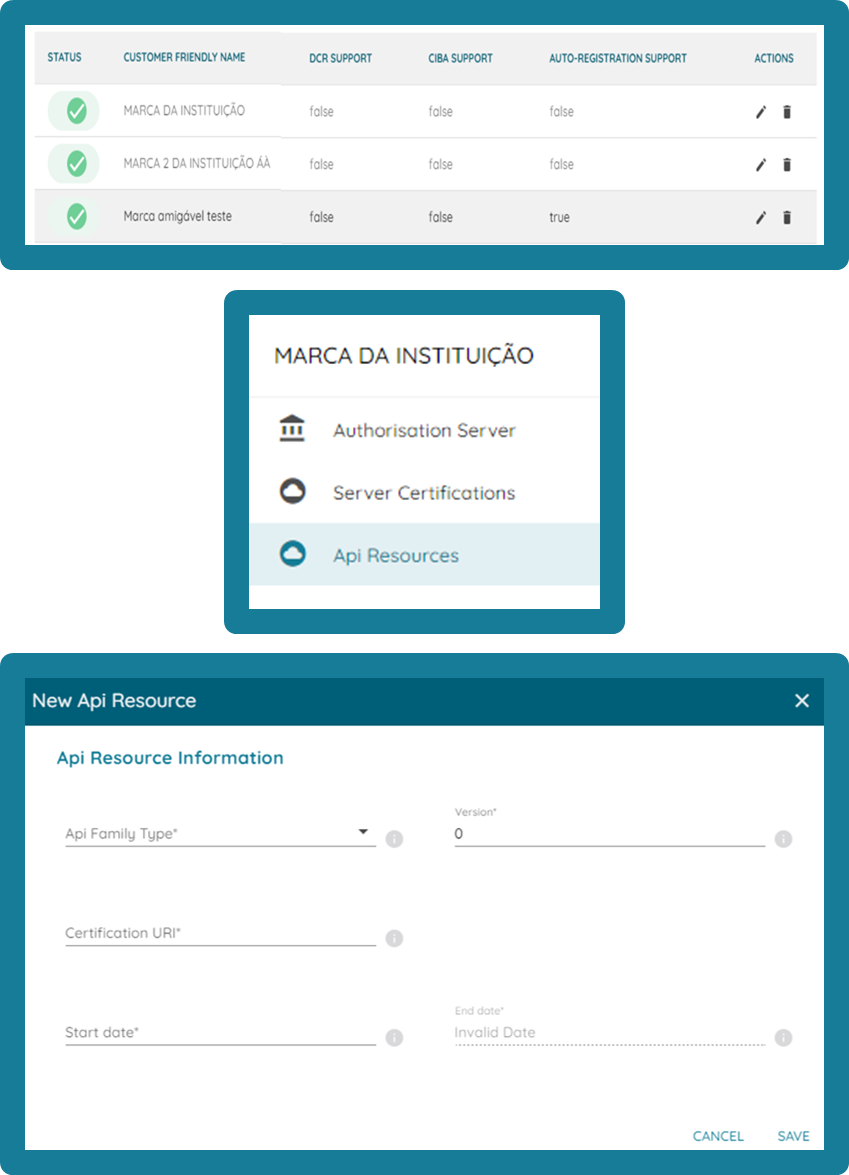 STATUS CUSTOMER FRIENDLY NAME DCR SUPPORT CIBA SUPPORT AUTO-REGISTRATION SUPPORT ACTIONS
MARCA DA INSTITUIÇÃO false false false
MARCA 2 DA INSTITUIÇÃO ÁÀ false false false
Marca amigável teste false false true
MARCA DA INSTITUIÇÃO
Authorisation Server
Server Certifications
Api Resources
New Api Resource
Api Resource Information
Version*
Api Family Type* 0
Certification URI*
End date*
Start date* Invalid Date
CANCEL SAVE